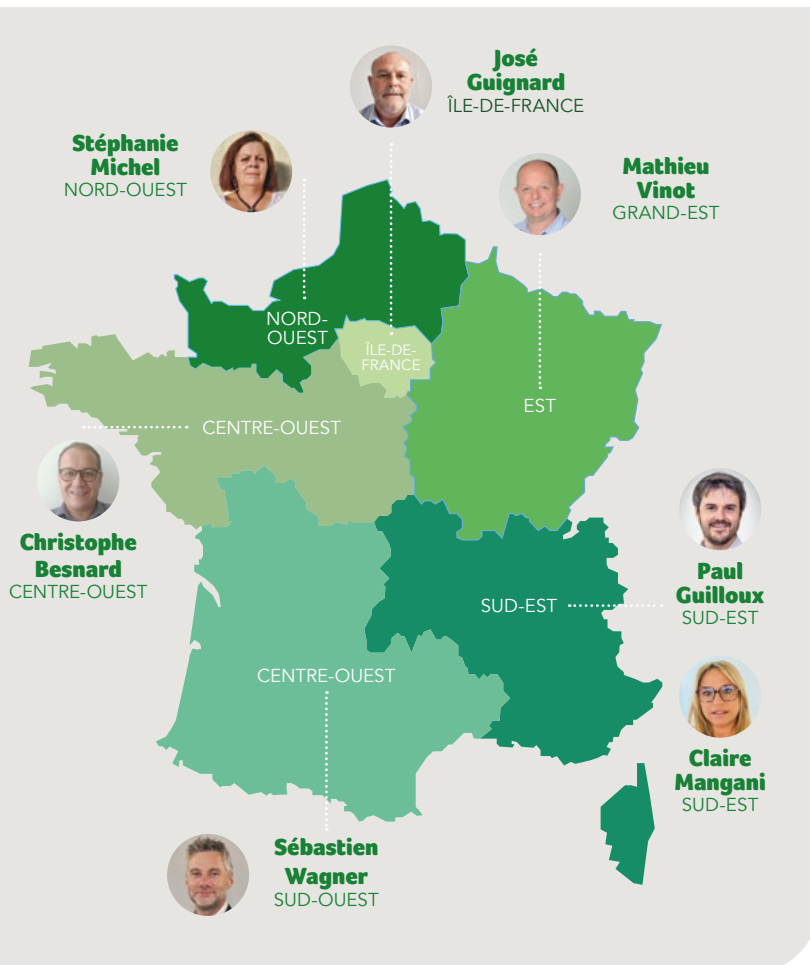 José
Guignard
ÎLE-DE-FRANCE
Stéphanie
Michel
NORD-OUEST
Mathieu
Vinot
GRAND-EST
NORD-
OUEST
ÎLE-DE-
FRANCE
EST
CENTRE-OUEST
Christophe
Besnard
CENTRE-OUEST
SUD-EST
Paul
Guilloux
SUD-EST
CENTRE-OUEST
Claire
Mangani
SUD-EST
Sébastien
Wagner
SUD-OUEST